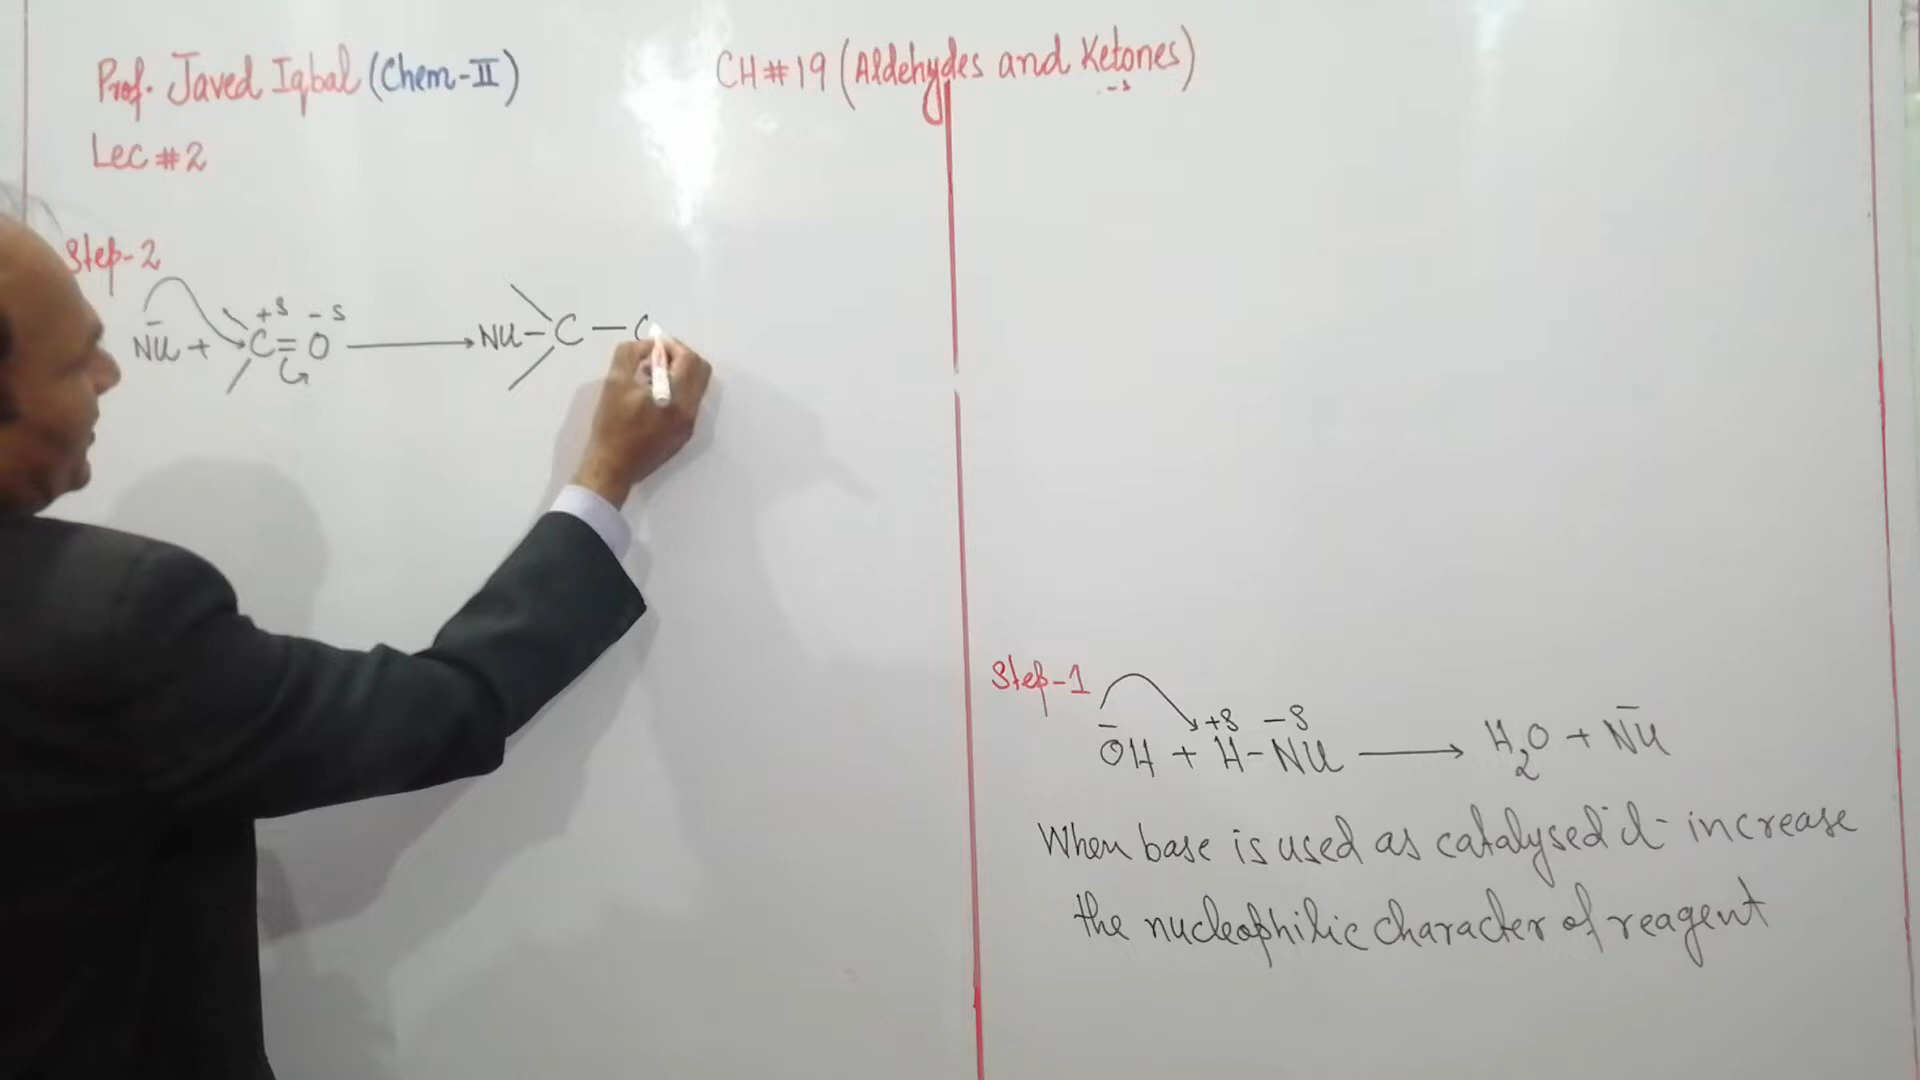 Prof. Javed Iqbal (Chem-II)
CH#19 (Aldehydes and Ketones)
Lec#2
Step-2
+δ -δ
N̄u + C=O → Nu-C-
Step-1
+δ -δ
ŌH + H-Nu → H₂O + N̄u
When base is used as catalysed it increase
the nucleophilic character of reagent